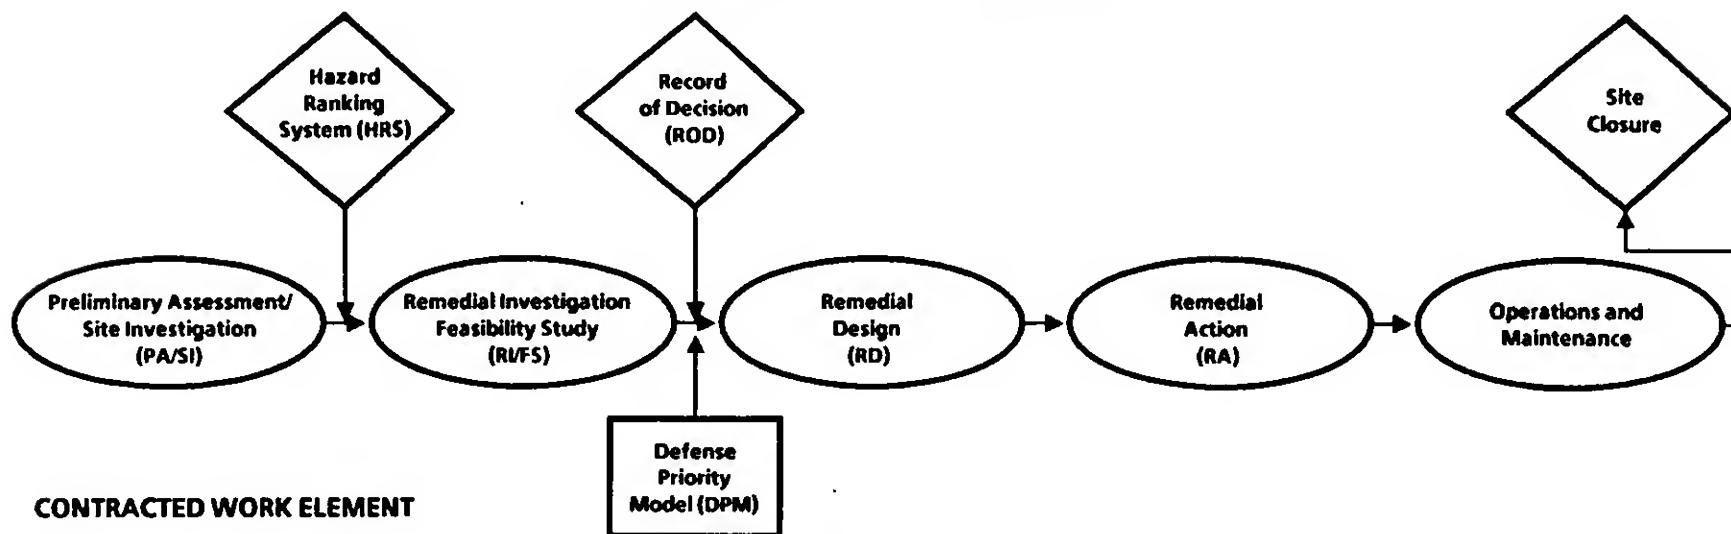 Hazard
Ranking
System (HRS)
Record
of Decision
(ROD)
Site
Closure
Preliminary Assessment/
Site Investigation
(PA/SI)
Remedial Investigation
Feasibility Study
(RI/FS)
Remedial
Design
(RD)
Remedial
Action
(RA)
Operations and
Maintenance
Defense
Priority
Model (DPM)
CONTRACTED WORK ELEMENT